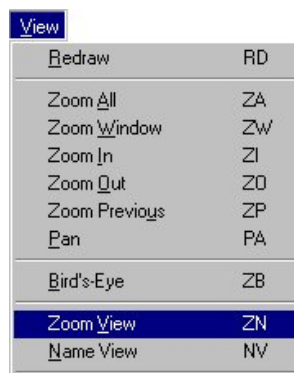 View
Redraw RD
Zoom All ZA
Zoom Window ZW
Zoom In ZI
Zoom Out ZO
Zoom Previous ZP
Pan PA
Bird's-Eye ZB
Zoom View ZN
Name View NV